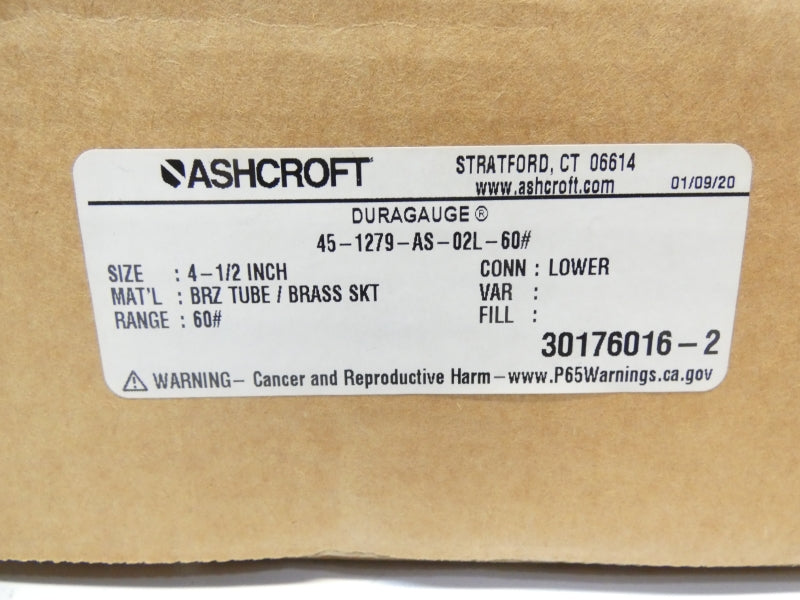 ASHCROFT STRATFORD, CT 06614
www.ashcroft.com 01/09/20
DURAGAUGE ®
45-1279-AS-02L-60#
SIZE : 4-1/2 INCH CONN : LOWER
MAT'L : BRZ TUBE / BRASS SKT VAR :
RANGE : 60# FILL :
30176016-2
⚠ WARNING- Cancer and Reproductive Harm-www.P65Warnings.ca.gov